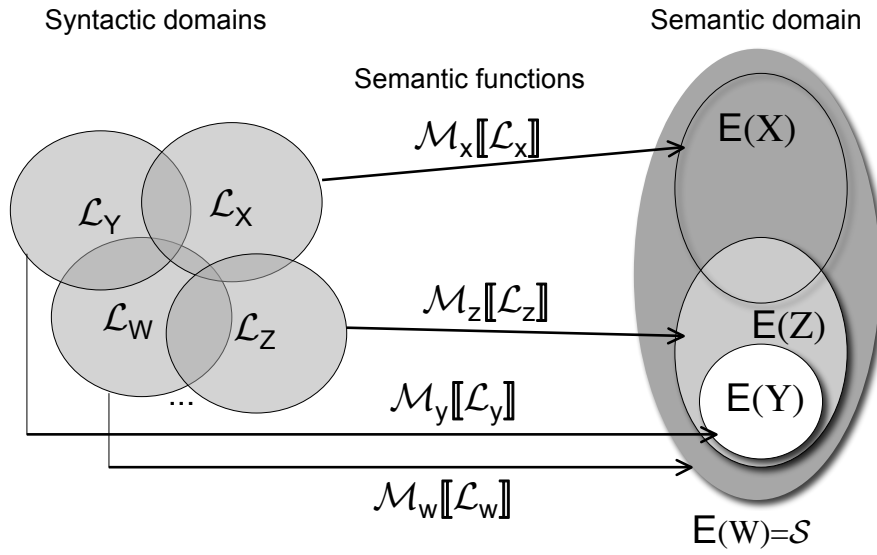 Syntactic domains
Semantic domain
Semantic functions
ℳx⟦ℒx⟧
E(X)
ℒY
ℒX
ℳz⟦ℒz⟧
ℒW
ℒZ
E(Z)
...
ℳy⟦ℒy⟧
E(Y)
ℳw⟦ℒw⟧
E(W)=𝒮